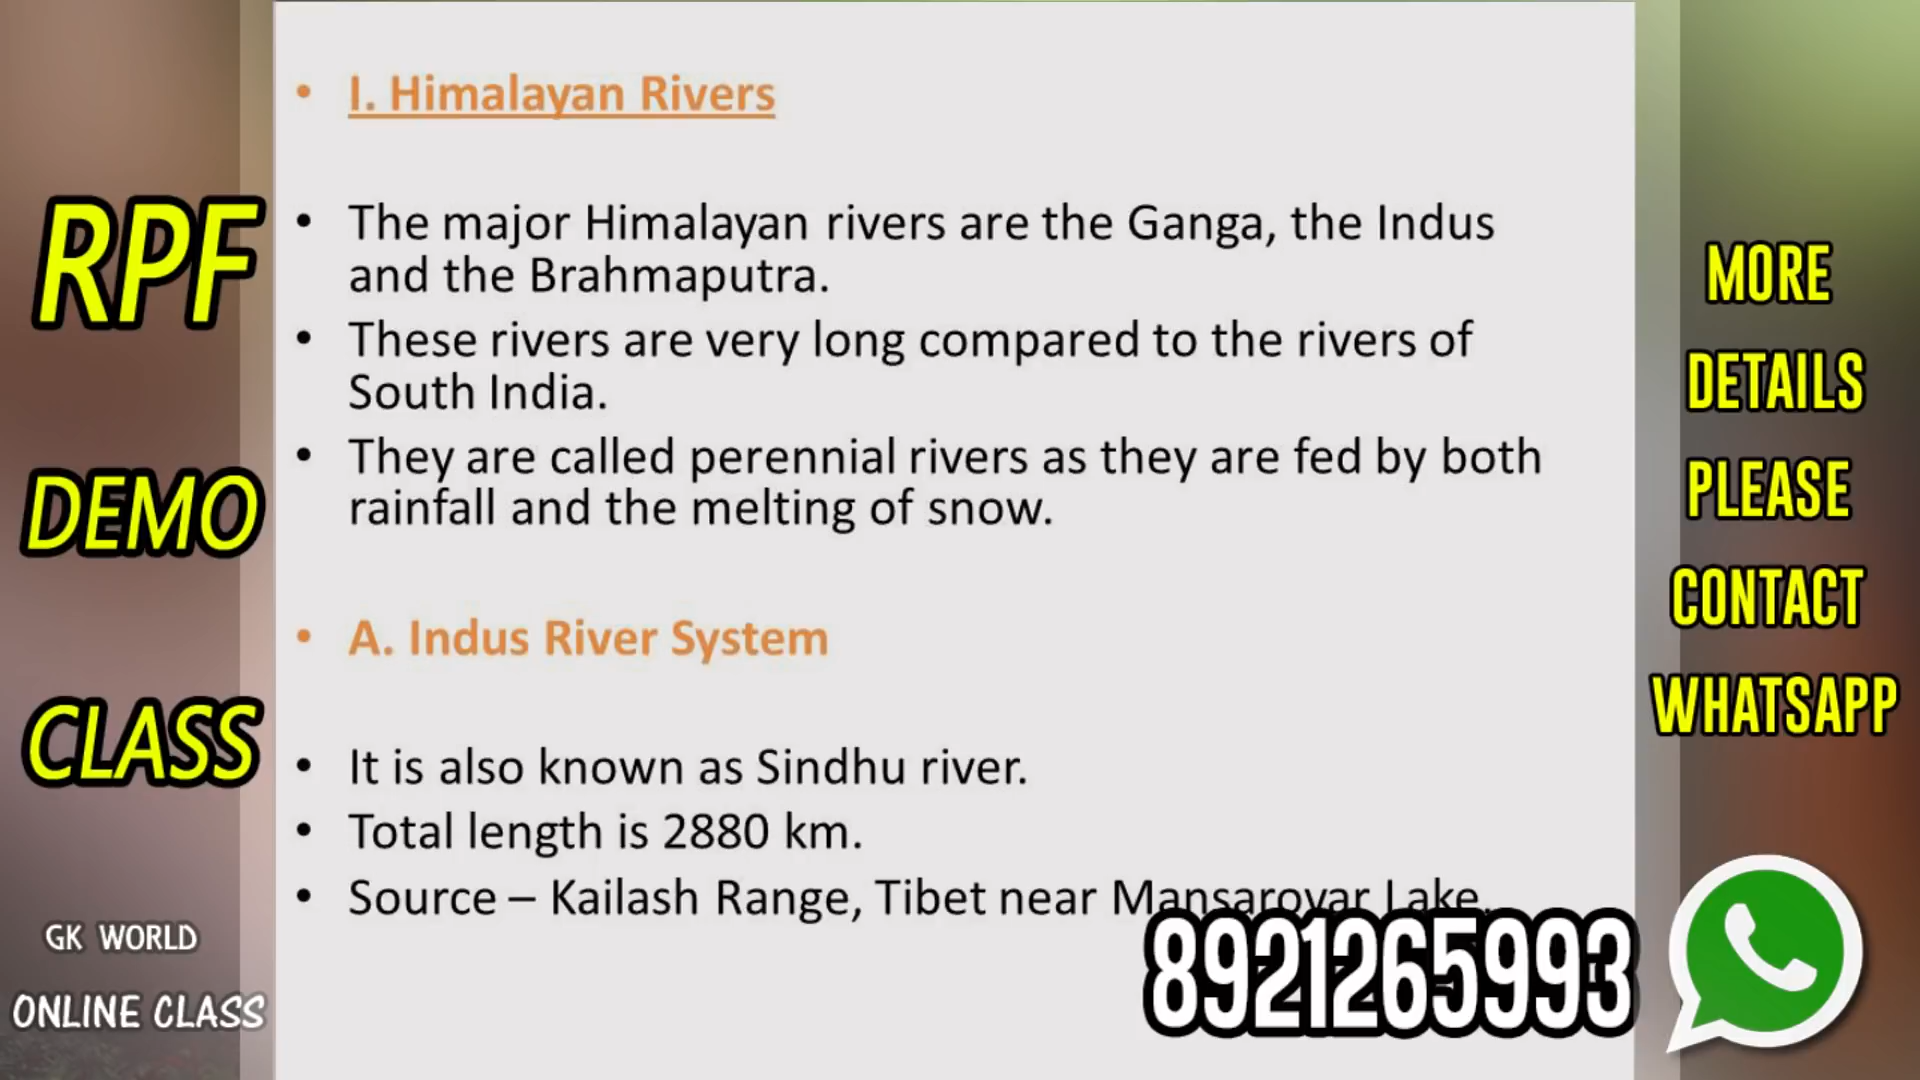 I. Himalayan Rivers
The major Himalayan rivers are the Ganga, the Indus
and the Brahmaputra.
These rivers are very long compared to the rivers of
South India.
They are called perennial rivers as they are fed by both
rainfall and the melting of snow.
A. Indus River System
It is also known as Sindhu river.
Total length is 2880 km.
Source – Kailash Range, Tibet near Mansarovar Lake.
RPF
DEMO
CLASS
GK WORLD
ONLINE CLASS
MORE
DETAILS
PLEASE
CONTACT
WHATSAPP
8921265993